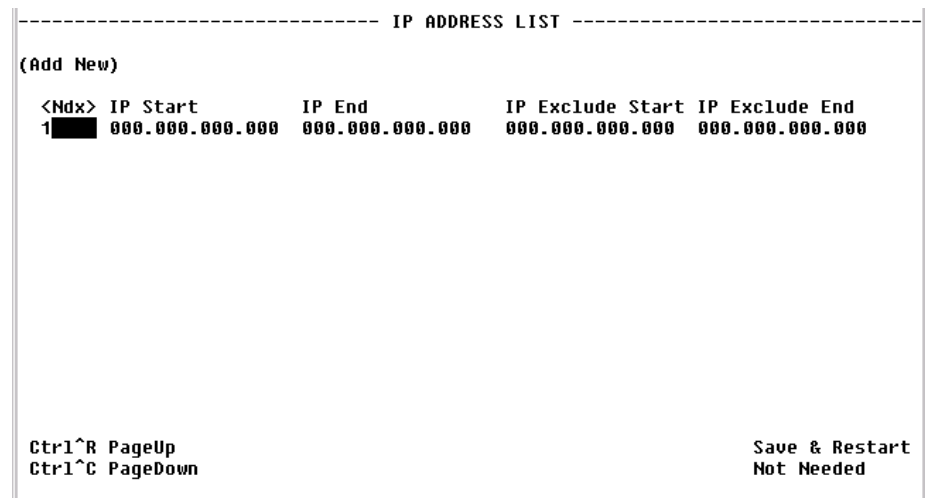 -------------------------------- IP ADDRESS LIST -------------------------------
(Add New)
<Ndx> IP Start IP End IP Exclude Start IP Exclude End
1 000.000.000.000 000.000.000.000 000.000.000.000 000.000.000.000
Ctrl^R PageUp Save & Restart
Ctrl^C PageDown Not Needed